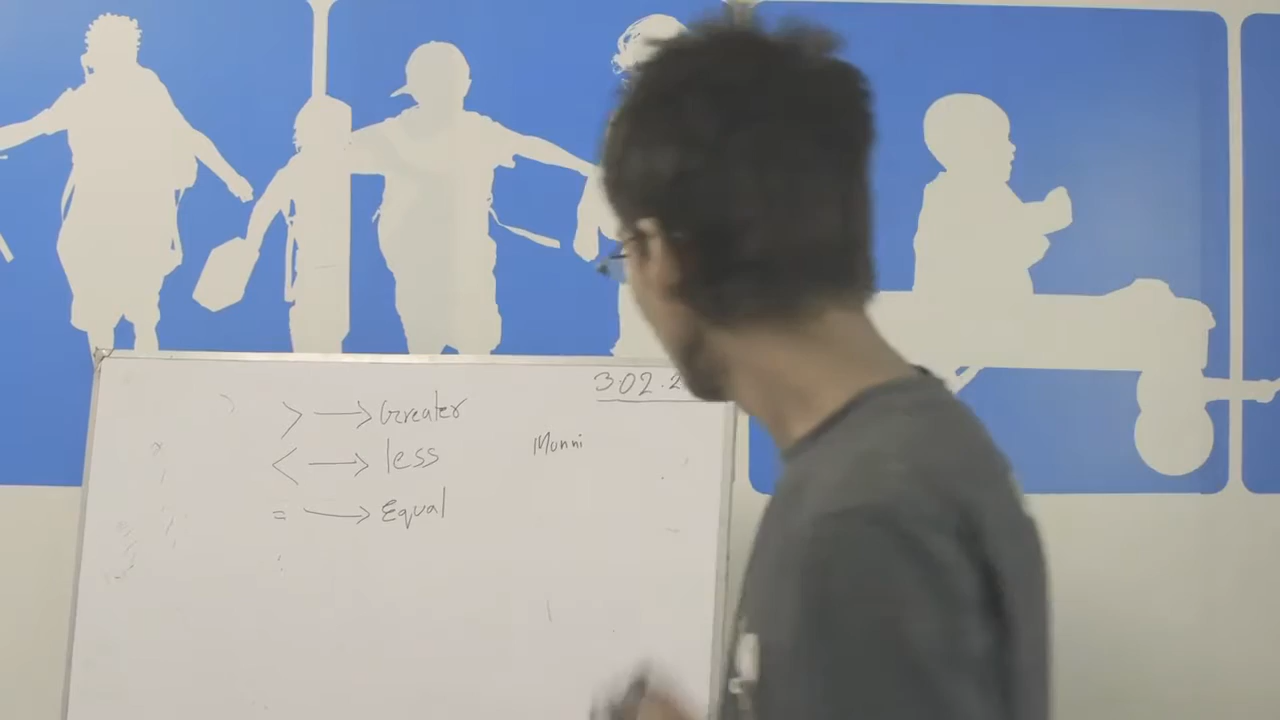 302.2
> → Greater
< → less
Munni
= → Equal